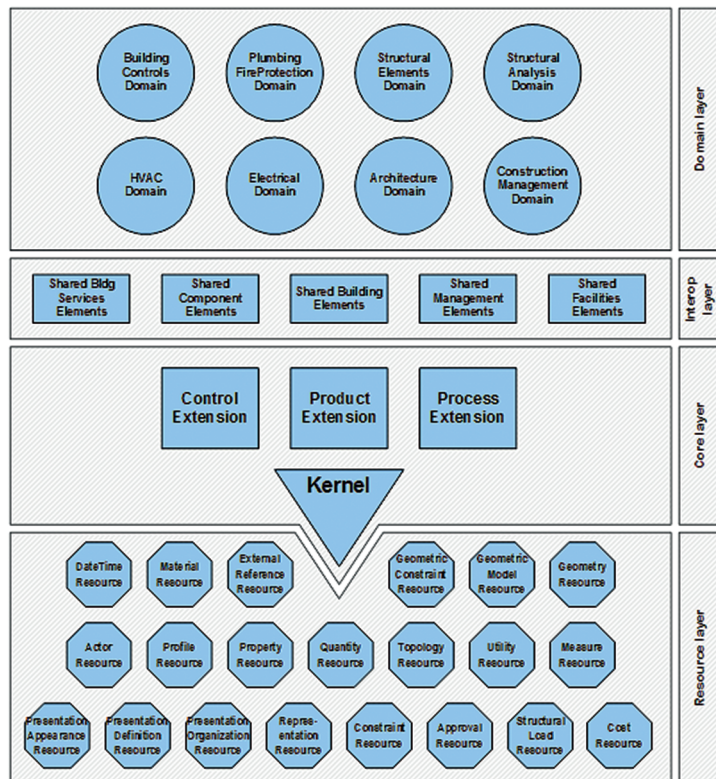 Building
Controls
Domain
Plumbing
FireProtection
Domain
Structural
Elements
Domain
Structural
Analysis
Domain
HVAC
Domain
Electrical
Domain
Architecture
Domain
Construction
Management
Domain
Domain layer
Shared Bldg
Services
Elements
Shared
Component
Elements
Shared Building
Elements
Shared
Management
Elements
Shared
Facilities
Elements
Interop
layer
Control
Extension
Product
Extension
Process
Extension
Kernel
Core layer
DateTime
Resource
Material
Resource
External
Reference
Resource
Geometric
Constraint
Resource
Geometric
Model
Resource
Geometry
Resource
Actor
Resource
Profile
Resource
Property
Resource
Quantity
Resource
Topology
Resource
Utility
Resource
Measure
Resource
Presentation
Appearance
Resource
Presentation
Definition
Resource
Presentation
Organization
Resource
Repre-
sentation
Resource
Constraint
Resource
Approval
Resource
Structural
Load
Resource
Cost
Resource
Resource layer